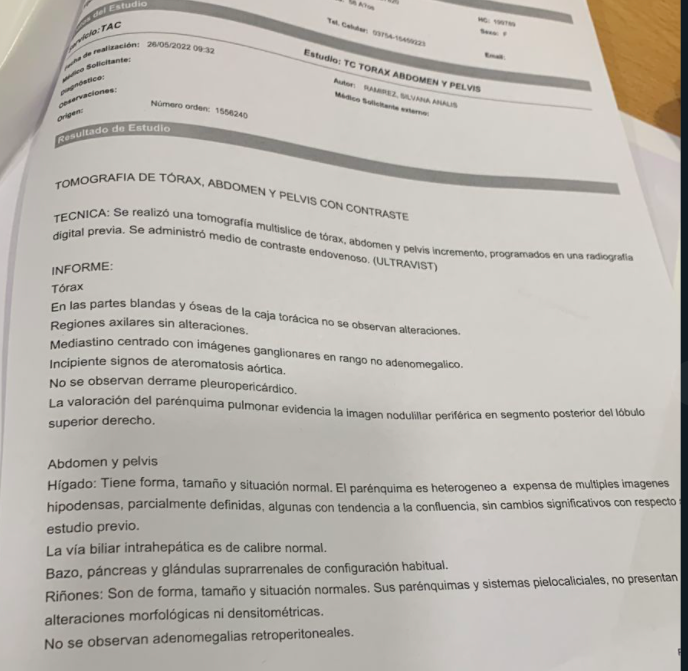 del Estudio
Servicio: TAC
HC:
Sexo: F
Tel. Celular: 03754-15459223
Email:
Fecha de realización: 26/05/2022 09:32
Estudio: TC TORAX ABDOMEN Y PELVIS
Médico Solicitante:
Autor: RAMIREZ, SILVANA ANALIS
Diagnóstico:
Médico Solicitante externo:
Observaciones:
Origen:
Número orden: 1556240
Resultado de Estudio
TOMOGRAFIA DE TÓRAX, ABDOMEN Y PELVIS CON CONTRASTE
TECNICA: Se realizó una tomografía multislice de tórax, abdomen y pelvis incremento, programados en una radiografía
digital previa. Se administró medio de contraste endovenoso. (ULTRAVIST)
INFORME:
Tórax
En las partes blandas y óseas de la caja torácica no se observan alteraciones.
Regiones axilares sin alteraciones.
Mediastino centrado con imágenes ganglionares en rango no adenomegalico.
Incipiente signos de ateromatosis aórtica.
No se observan derrame pleuropericárdico.
La valoración del parénquima pulmonar evidencia la imagen nodulillar periférica en segmento posterior del lóbulo
superior derecho.
Abdomen y pelvis
Hígado: Tiene forma, tamaño y situación normal. El parénquima es heterogeneo a expensa de multiples imagenes
hipodensas, parcialmente definidas, algunas con tendencia a la confluencia, sin cambios significativos con respecto
estudio previo.
La vía biliar intrahepática es de calibre normal.
Bazo, páncreas y glándulas suprarrenales de configuración habitual.
Riñones: Son de forma, tamaño y situación normales. Sus parénquimas y sistemas pielocaliciales, no presentan
alteraciones morfológicas ni densitométricas.
No se observan adenomegalias retroperitoneales.